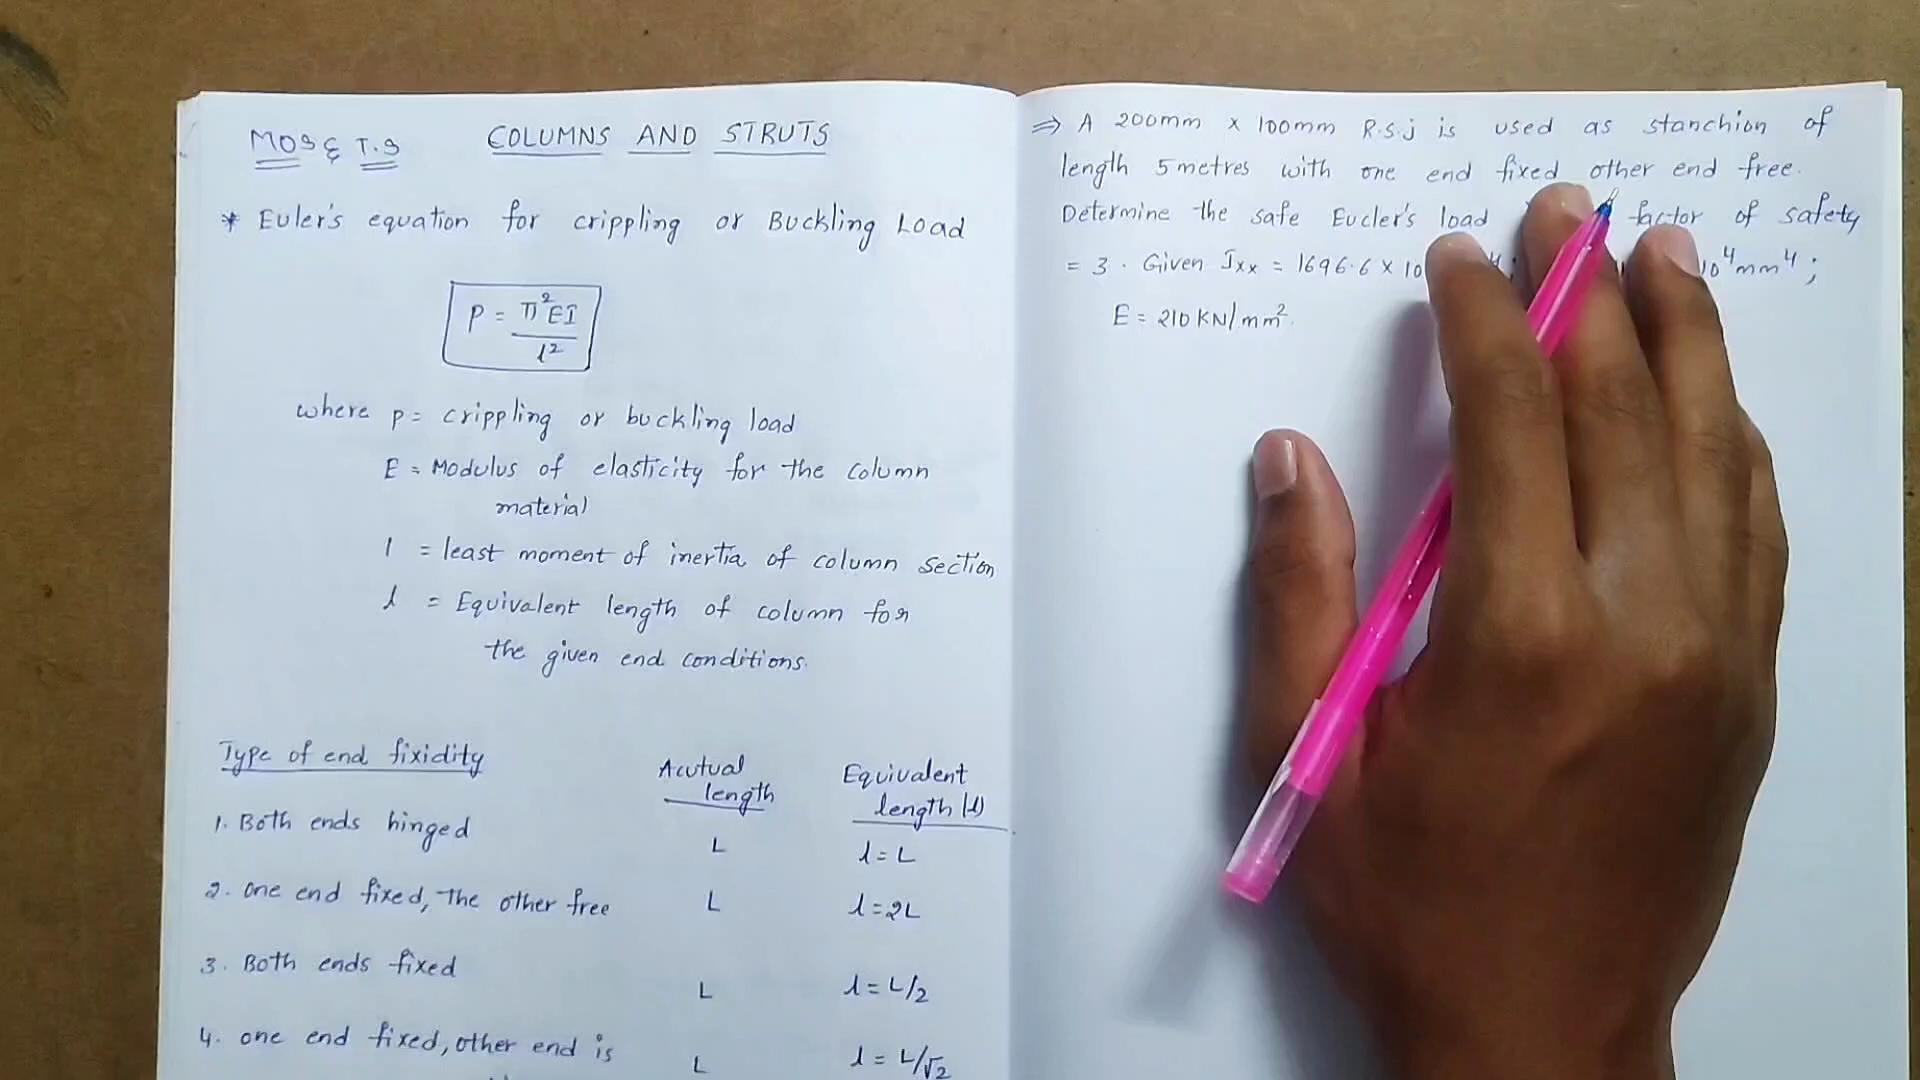 MOS & T.S
COLUMNS AND STRUTS
* Euler's equation for crippling or Buckling Load
P = π²EI / l²
where p = crippling or buckling load
E = Modulus of elasticity for the column
material
I = least moment of inertia of column section
l = Equivalent length of column for
the given end conditions.
Type of end fixidity
Acutual length
Equivalent length (l)
1. Both ends hinged L l = L
2. one end fixed, The other free L l = 2L
3. Both ends fixed L l = L/2
4. one end fixed, other end is L l = L/√2
⇒ A 200mm x 100mm R.S.j is used as stanchion of
length 5 metres with one end fixed other end free.
Determine the safe Eucler's load factor of safety
= 3. Given Ixx = 1696.6 × 10 10⁴mm⁴;
E = 210 KN/mm².